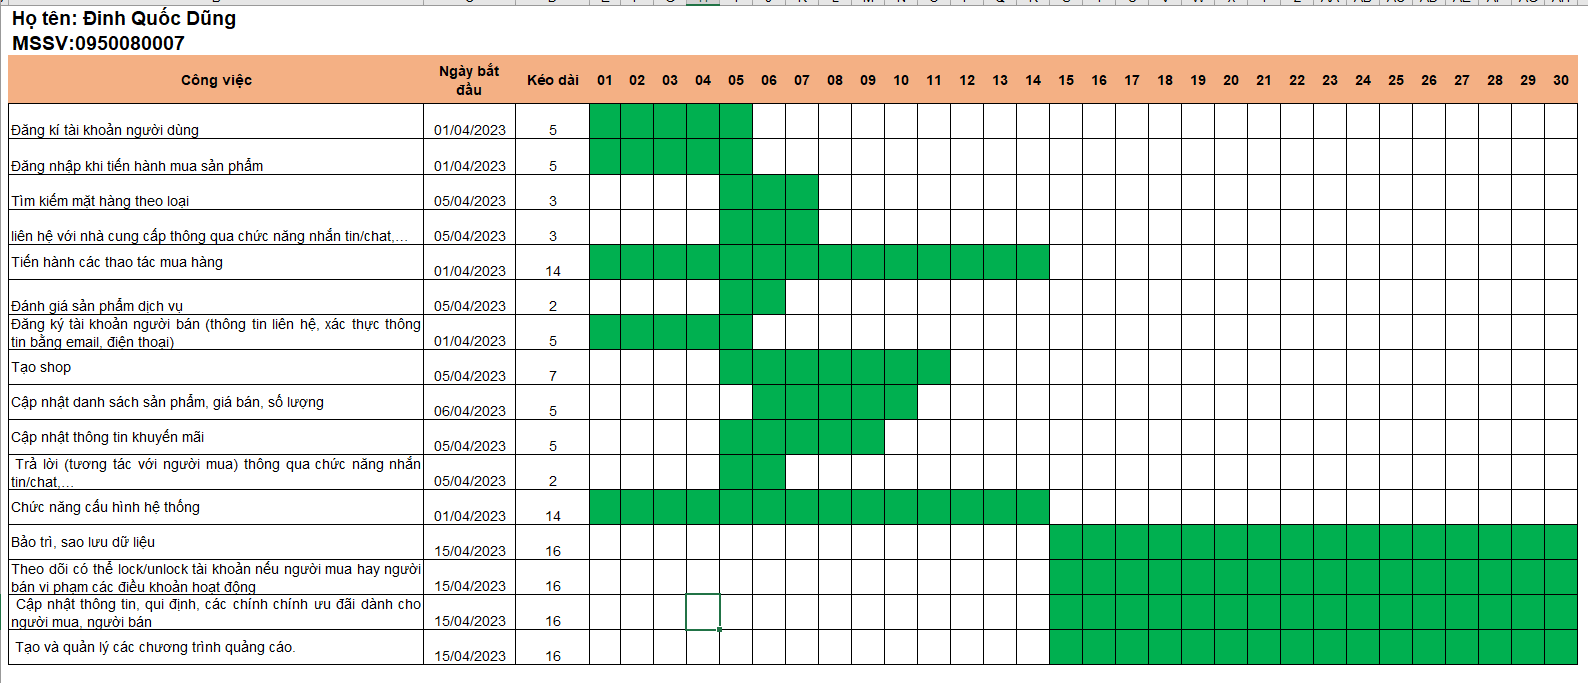 Họ tên: Đinh Quốc Dũng
MSSV:0950080007
Công việc Ngày bắt đầu Kéo dài 01 02 03 04 05 06 07 08 09 10 11 12 13 14 15 16 17 18 19 20 21 22 23 24 25 26 27 28 29 30
Đăng kí tài khoản người dùng 01/04/2023 5
Đăng nhập khi tiến hành mua sản phẩm 01/04/2023 5
Tìm kiếm mặt hàng theo loại 05/04/2023 3
liên hệ với nhà cung cấp thông qua chức năng nhắn tin/chat,... 05/04/2023 3
Tiến hành các thao tác mua hàng 01/04/2023 14
Đánh giá sản phẩm dịch vụ 05/04/2023 2
Đăng ký tài khoản người bán (thông tin liên hệ, xác thực thông
tin bằng email, điện thoại) 01/04/2023 5
Tạo shop 05/04/2023 7
Cập nhật danh sách sản phẩm, giá bán, số lượng 06/04/2023 5
Cập nhật thông tin khuyến mãi 05/04/2023 5
Trả lời (tương tác với người mua) thông qua chức năng nhắn
tin/chat,... 05/04/2023 2
Chức năng cấu hình hệ thống 01/04/2023 14
Bảo trì, sao lưu dữ liệu 15/04/2023 16
Theo dõi có thể lock/unlock tài khoản nếu người mua hay người
bán vi phạm các điều khoản hoạt động 15/04/2023 16
Cập nhật thông tin, qui định, các chính chính ưu đãi dành cho
người mua, người bán 15/04/2023 16
Tạo và quản lý các chương trình quảng cáo. 15/04/2023 16